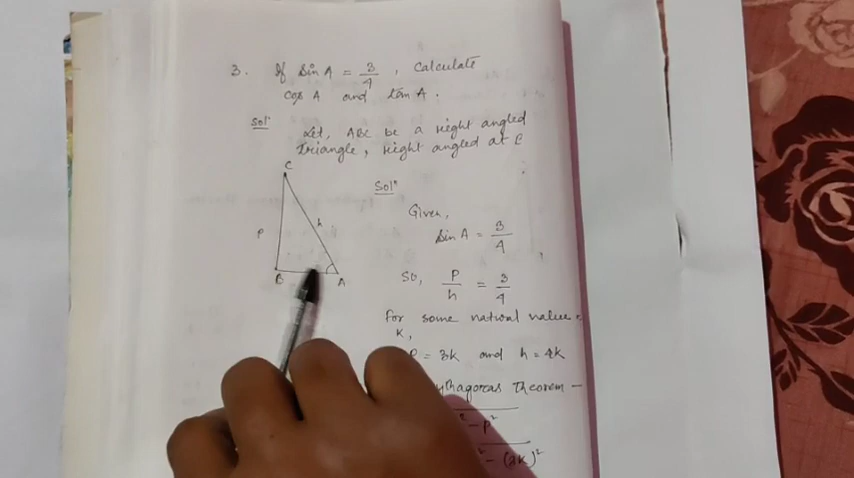 3. If Sin A = 3/4, calculate
cos A and tan A.
Sol^n Let, ABC be a right angled
Triangle, right angled at B
C
Sol^n
P
h
B
A
Given,
Sin A = 3/4
So, P/h = 3/4
For some natural value
K,
P = 3K and h = 4K
Theorem -
- P²
- (3K)²